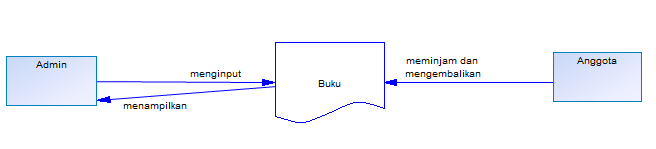 Admin
menginput
menampilkan
Buku
meminjam dan
mengembalikan
Anggota